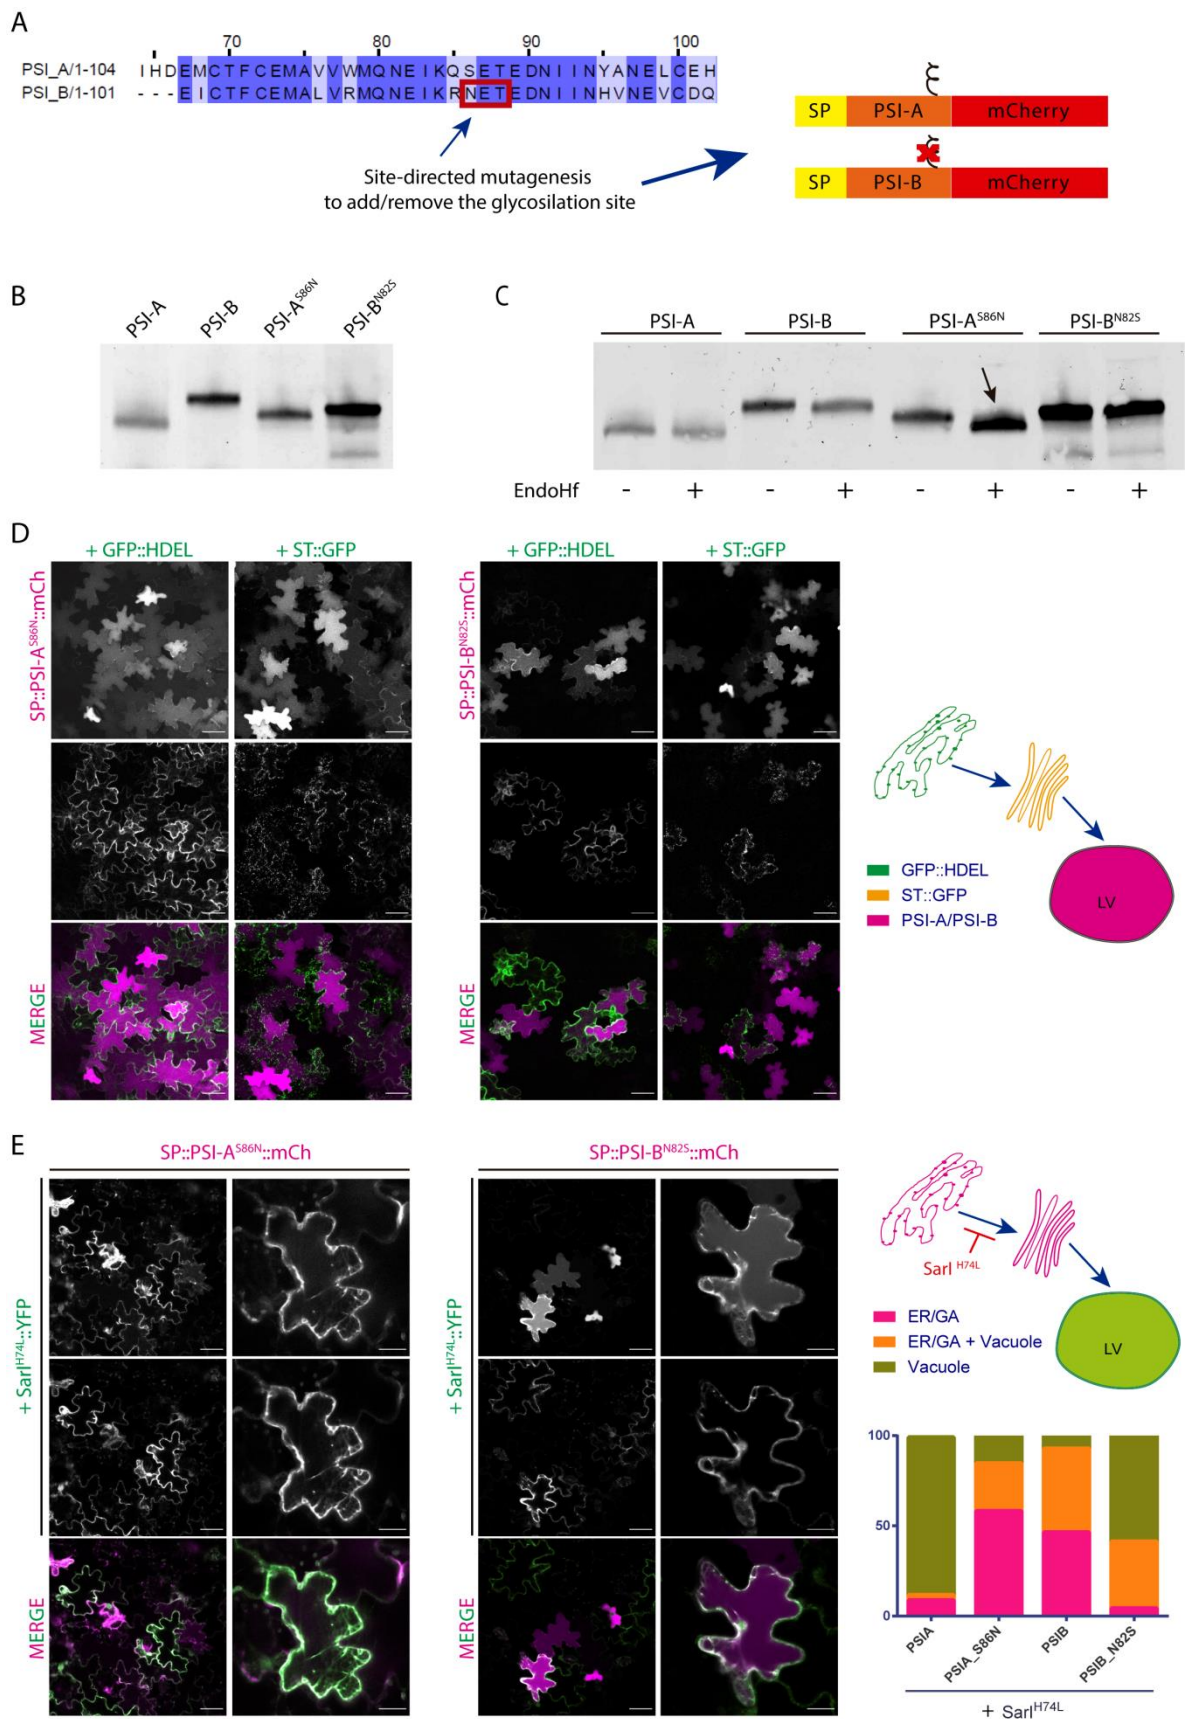 A
70 80 90 100
PSI_A/1-104 IHDEMCTFCEMAVVWMQNEIKQSETEDNIINYANELCEH
PSI_B/1-101 ---EICTFCEMALVRMQNEIKRNETEDNIINHVNEVCDQ
Site-directed mutagenesis
to add/remove the glycosilation site
SP PSI-A mCherry
SP PSI-B mCherry
B
PSI-A PSI-B PSI-A^S86N PSI-B^N82S
C
PSI-A PSI-B PSI-A^S86N PSI-B^N82S
EndoHf - + - + - + - +
D
+ GFP::HDEL + ST::GFP + GFP::HDEL + ST::GFP
SP::PSI-A^S86N::mCh
SP::PSI-B^N82S::mCh
MERGE
MERGE
LV
GFP::HDEL
ST::GFP
PSI-A/PSI-B
E
SP::PSI-A^S86N::mCh SP::PSI-B^N82S::mCh
+ SarI^H74L::YFP
+ SarI^H74L::YFP
MERGE
MERGE
SarI^H74L
LV
ER/GA
ER/GA + Vacuole
Vacuole
100
50
0
PSIA PSIA_S86N PSIB PSIB_N82S
+ SarI^H74L